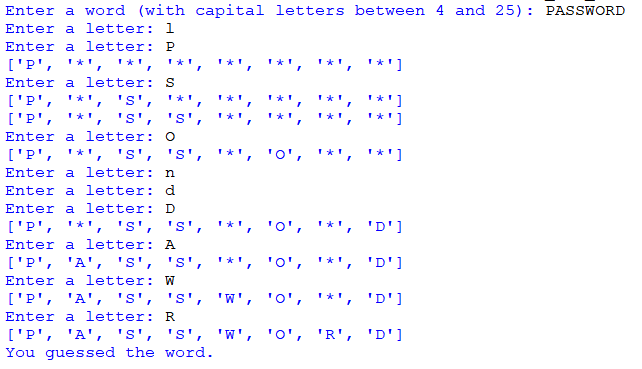 Enter a word (with capital letters between 4 and 25): PASSWORD
Enter a letter: l
Enter a letter: P
['P', '*', '*', '*', '*', '*', '*', '*']
Enter a letter: S
['P', '*', 'S', '*', '*', '*', '*', '*']
['P', '*', 'S', 'S', '*', '*', '*', '*']
Enter a letter: O
['P', '*', 'S', 'S', '*', 'O', '*', '*']
Enter a letter: n
Enter a letter: d
Enter a letter: D
['P', '*', 'S', 'S', '*', 'O', '*', 'D']
Enter a letter: A
['P', 'A', 'S', 'S', '*', 'O', '*', 'D']
Enter a letter: W
['P', 'A', 'S', 'S', 'W', 'O', '*', 'D']
Enter a letter: R
['P', 'A', 'S', 'S', 'W', 'O', 'R', 'D']
You guessed the word.